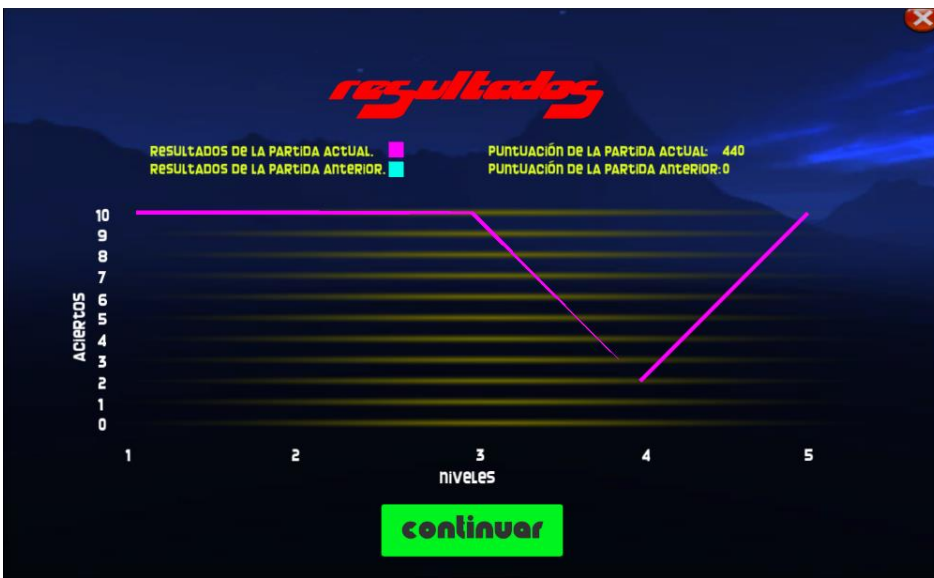 resultados
Resultados de la partida actual.
Puntuación de la partida actual: 440
Resultados de la partida anterior.
Puntuación de la partida anterior: 0
10
9
8
7
6
5
4
3
2
1
0
Aciertos
1 2 3 4 5
niveles
continuar